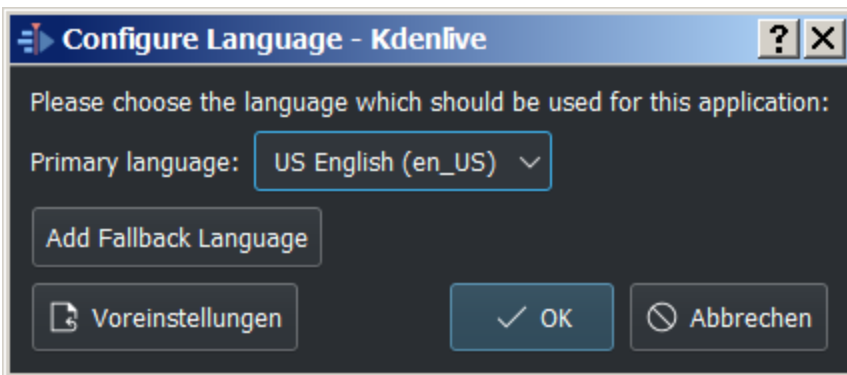 Configure Language - Kdenlive
Please choose the language which should be used for this application:
Primary language: US English (en_US)
Add Fallback Language
Voreinstellungen OK Abbrechen